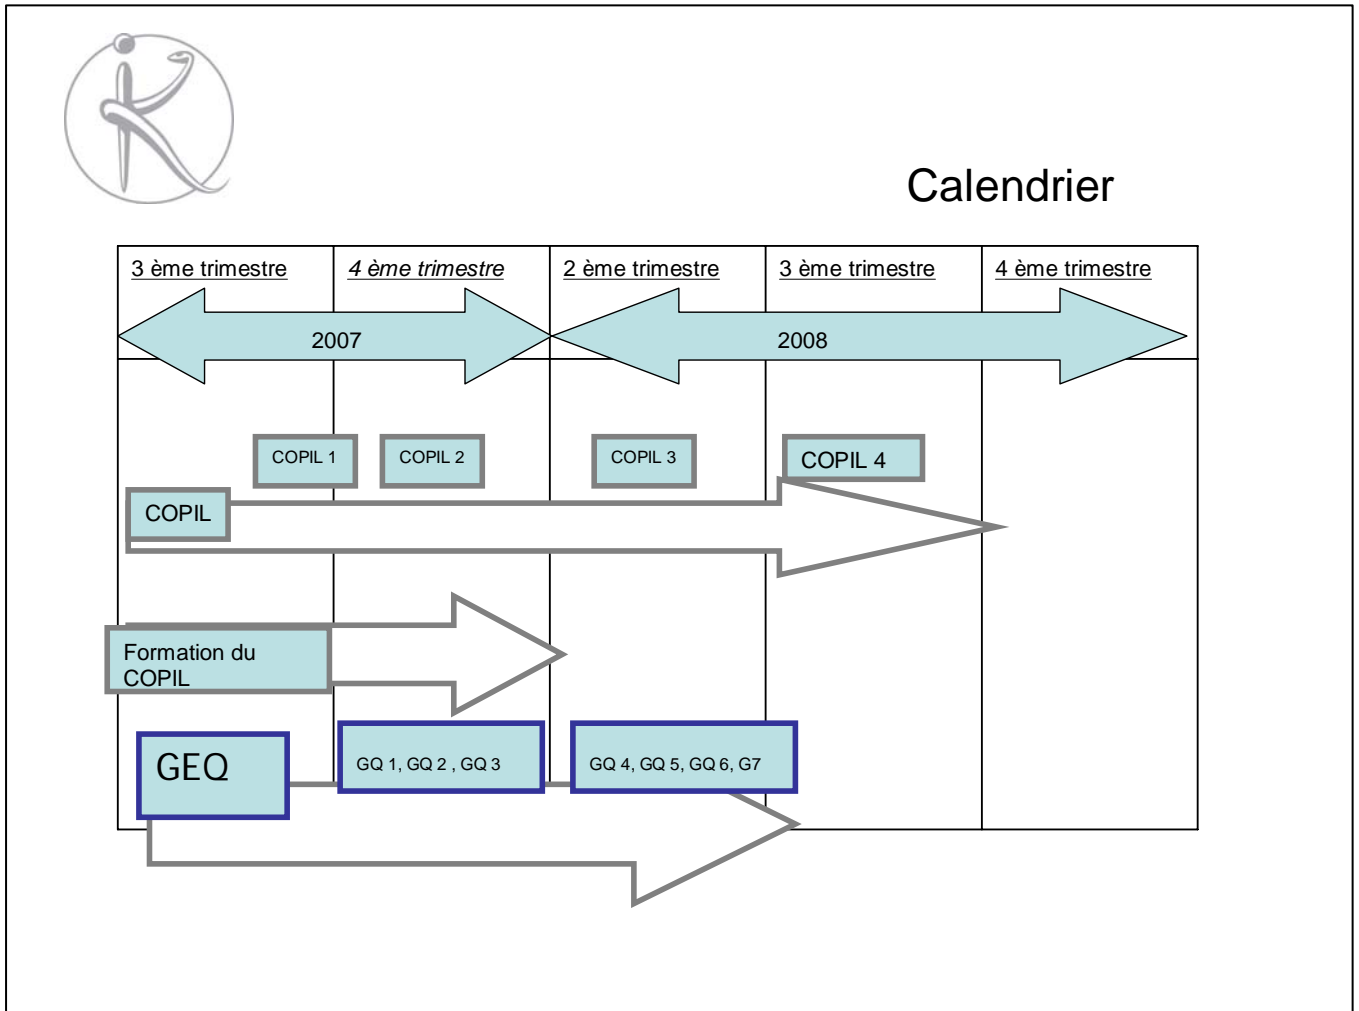 Calendrier
3 ème trimestre
4 ème trimestre
2 ème trimestre
3 ème trimestre
4 ème trimestre
2007
2008
COPIL 1
COPIL 2
COPIL 3
COPIL 4
COPIL
Formation du
COPIL
GEQ
GQ 1, GQ 2 , GQ 3
GQ 4, GQ 5, GQ 6, G7